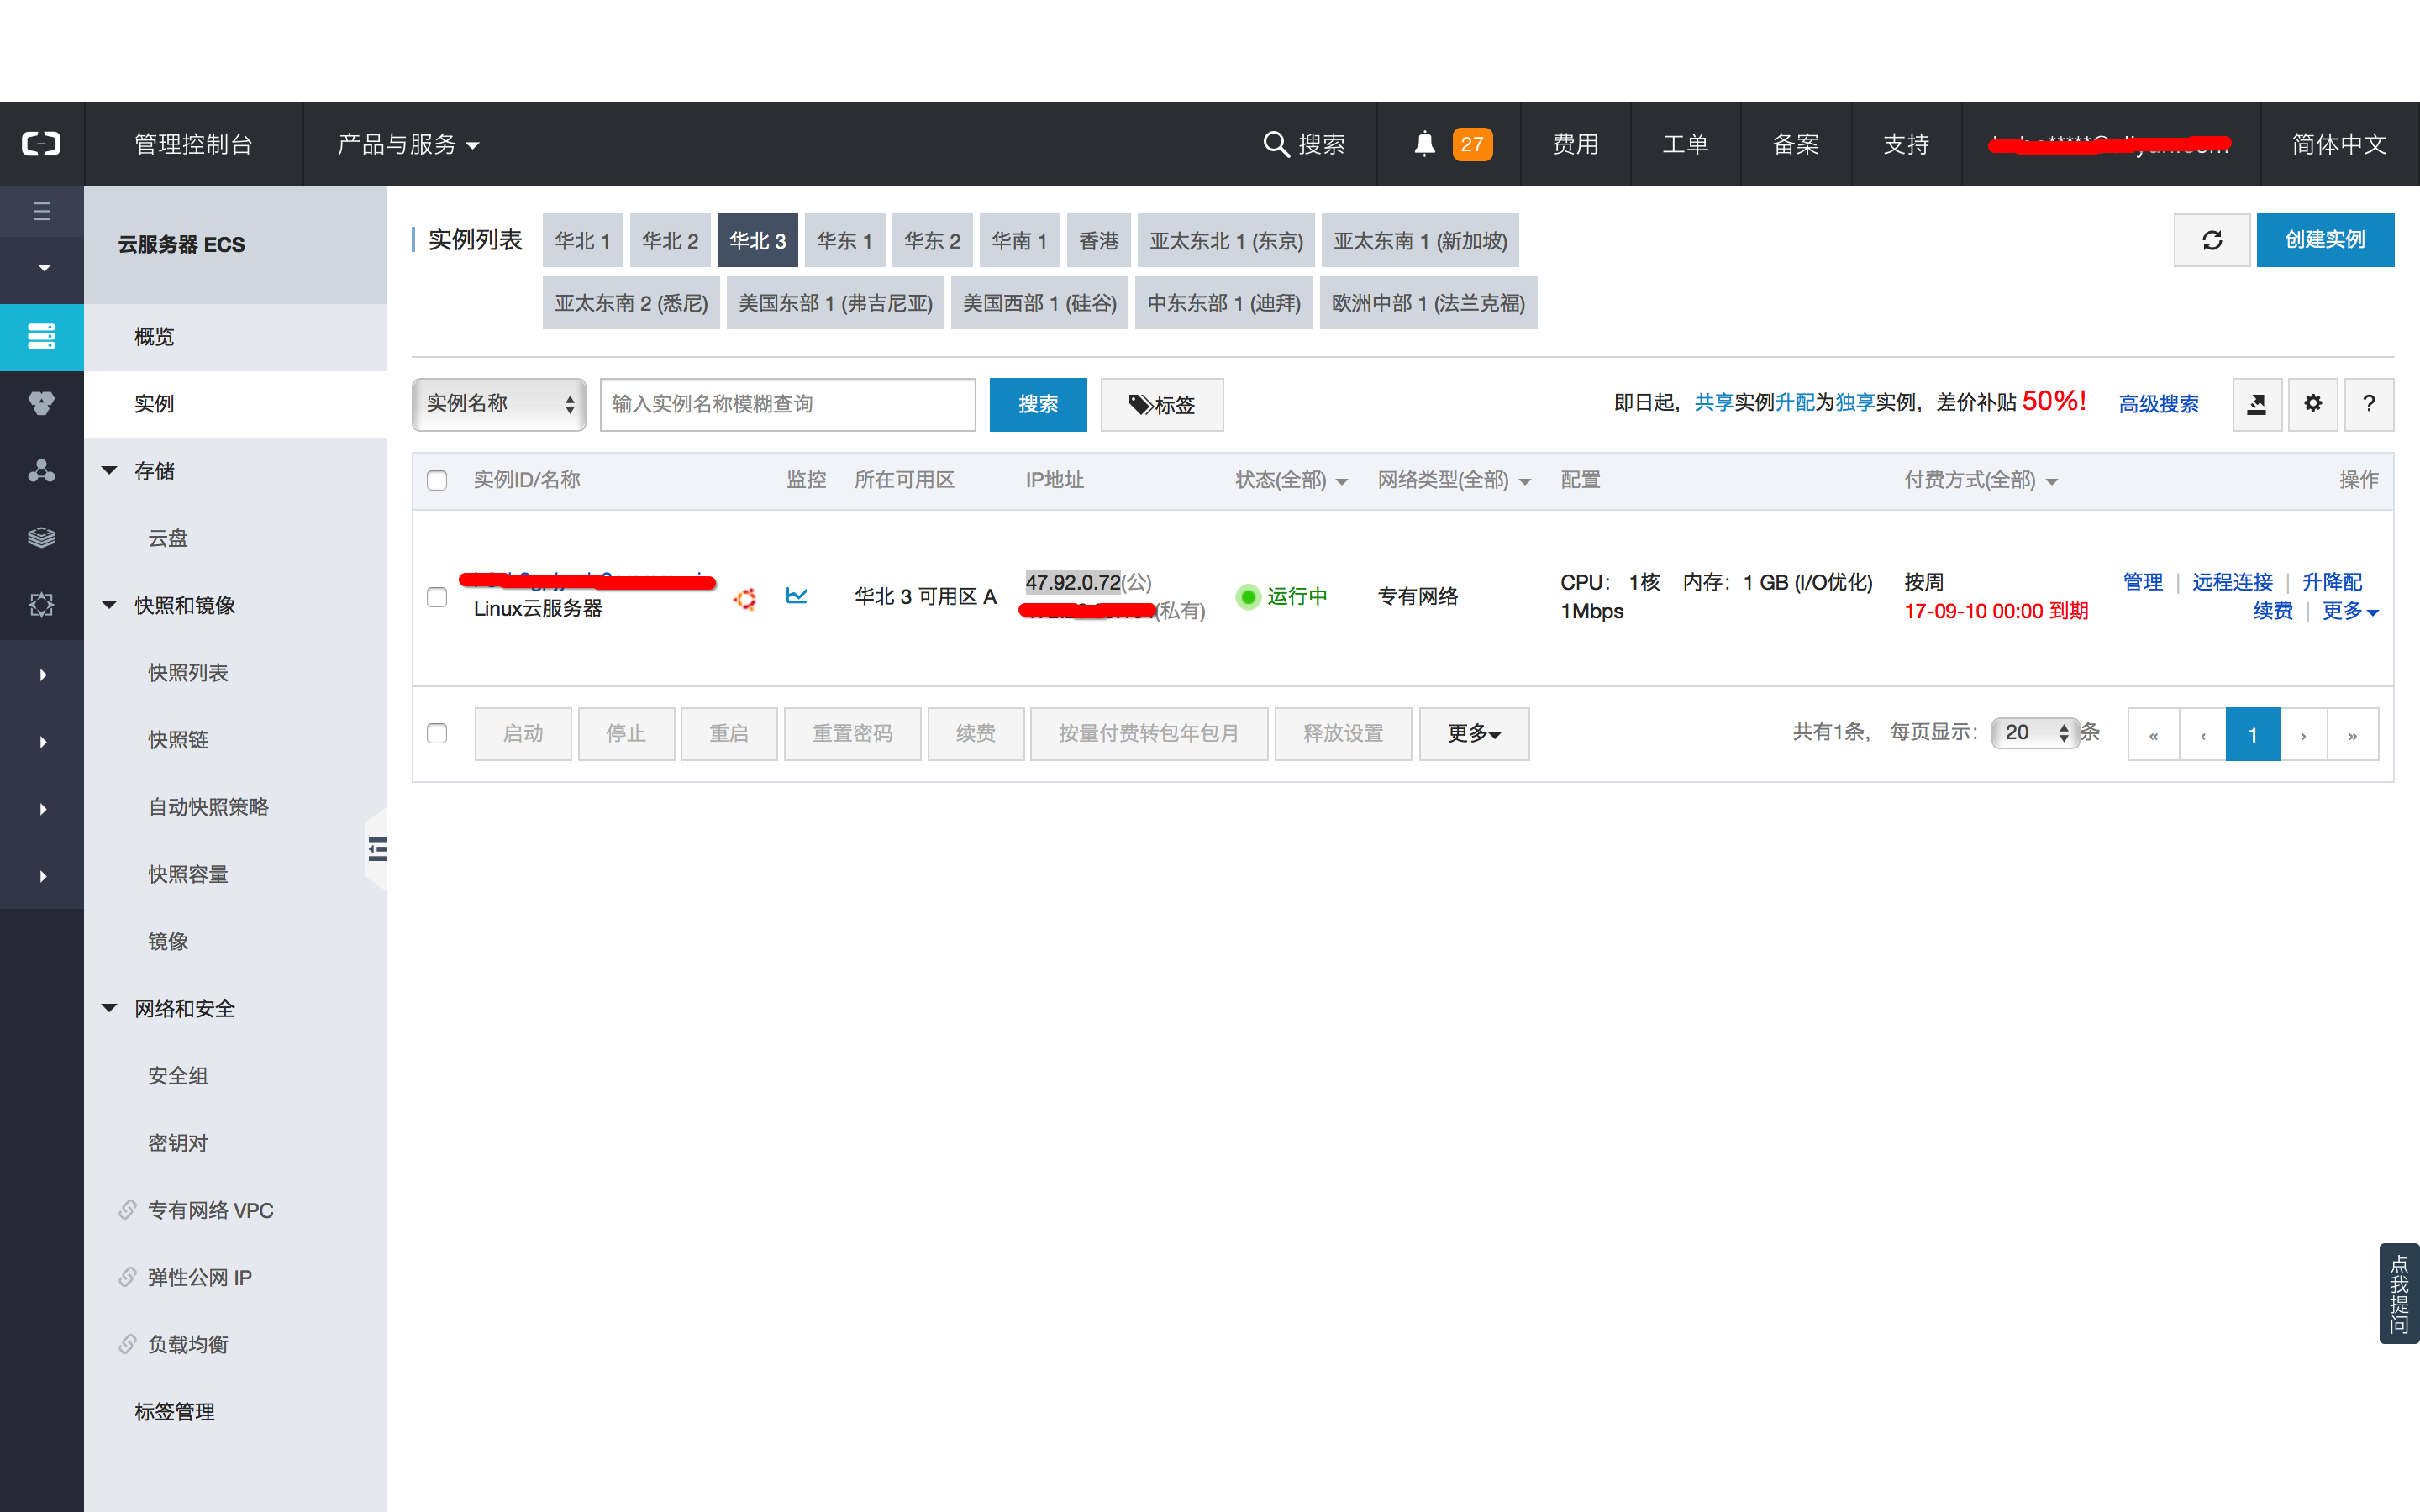 管理控制台 产品与服务 搜索 27 费用 工单 备案 支持 简体中文
云服务器 ECS
概览
实例
存储
云盘
快照和镜像
快照列表
快照链
自动快照策略
快照容量
镜像
网络和安全
安全组
密钥对
专有网络 VPC
弹性公网 IP
负载均衡
标签管理
实例列表 华北 1 华北 2 华北 3 华东 1 华东 2 华南 1 香港 亚太东北 1 (东京) 亚太东南 1 (新加坡)
亚太东南 2 (悉尼) 美国东部 1 (弗吉尼亚) 美国西部 1 (硅谷) 中东东部 1 (迪拜) 欧洲中部 1 (法兰克福)
创建实例
实例名称 输入实例名称模糊查询 搜索 标签 即日起，共享实例升配为独享实例，差价补贴 50%! 高级搜索 ?
实例ID/名称 监控 所在可用区 IP地址 状态(全部) 网络类型(全部) 配置 付费方式(全部) 操作
Linux云服务器
华北 3 可用区 A
47.92.0.72(公)
(私有)
运行中
专有网络
CPU： 1核 内存：1 GB (I/O优化)
1Mbps
按周
17-09-10 00:00 到期
管理 | 远程连接 | 升降配
续费 | 更多
启动 停止 重启 重置密码 续费 按量付费转包年包月 释放设置 更多 共有1条， 每页显示： 20 条 « ‹ 1 › »
点我提问